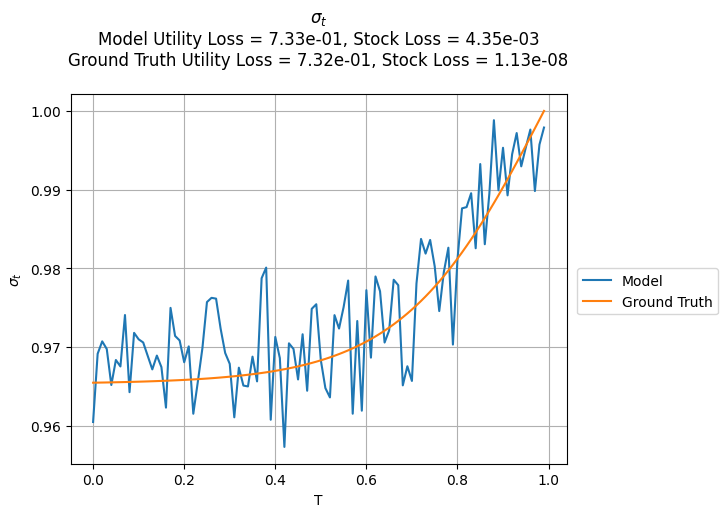 σₜ
Model Utility Loss = 7.33e-01, Stock Loss = 4.35e-03
Ground Truth Utility Loss = 7.32e-01, Stock Loss = 1.13e-08
1.00
0.99
0.98
0.97
0.96
σₜ
0.0 0.2 0.4 0.6 0.8 1.0
T
Model
Ground Truth